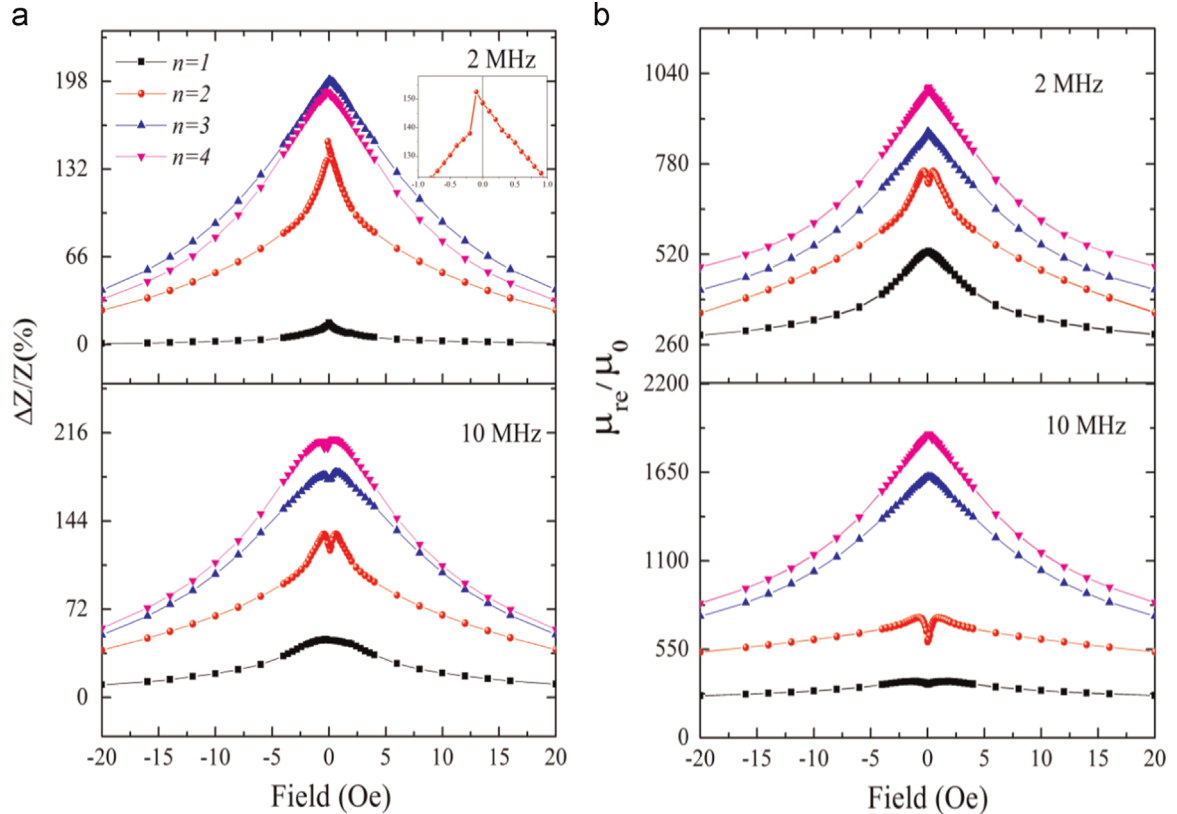 a
b
2 MHz
n=1
n=2
n=3
n=4
198
132
66
0
150
140
130
-1.0
-0.5
0.0
0.5
1.0
10 MHz
216
144
72
0
-20 -15 -10 -5 0 5 10 15 20
ΔZ/Z(%)
Field (Oe)
2 MHz
1040
780
520
260
10 MHz
2200
1650
1100
550
0
-20 -15 -10 -5 0 5 10 15 20
μre/μ0
Field (Oe)